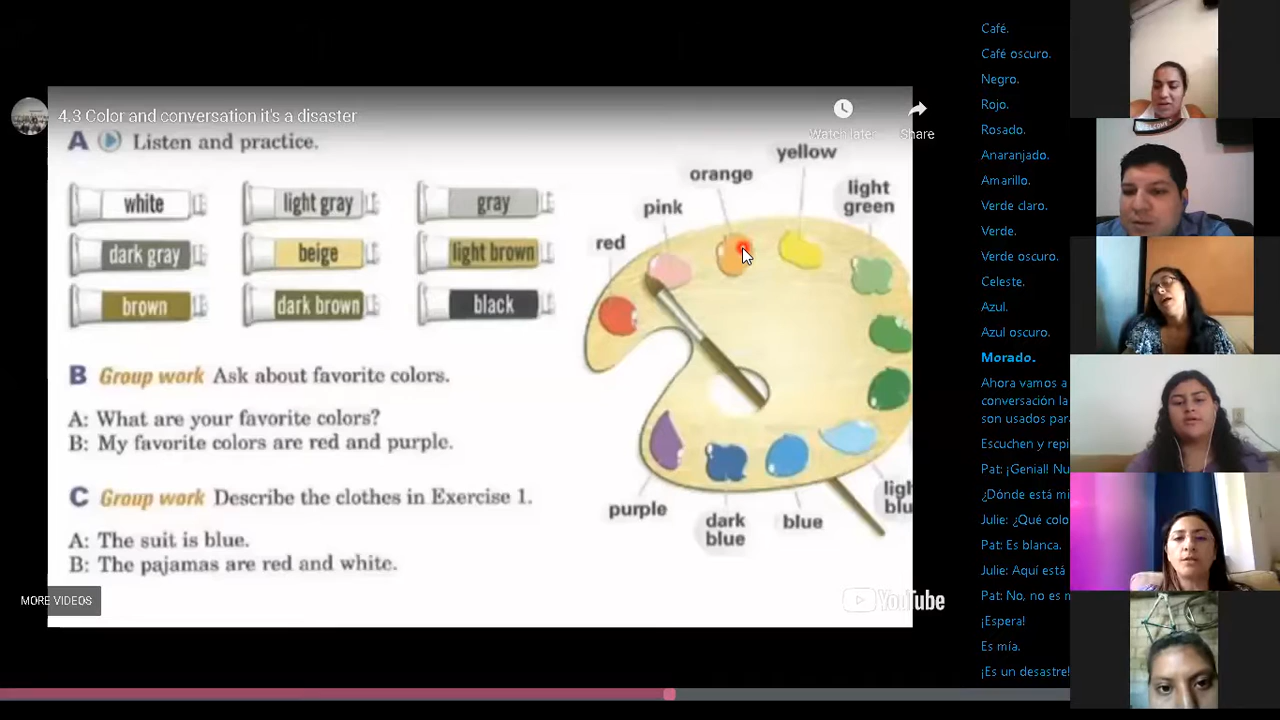 4.3 Color and conversation it's a disaster
Watch later
Share
A Listen and practice.
white
light gray
gray
dark gray
beige
light brown
brown
dark brown
black
red
pink
orange
yellow
light
green
purple
dark
blue
blue
B Group work Ask about favorite colors.
A: What are your favorite colors?
B: My favorite colors are red and purple.
C Group work Describe the clothes in Exercise 1.
A: The suit is blue.
B: The pajamas are red and white.
MORE VIDEOS
YouTube
Café.
Café oscuro.
Negro.
Rojo.
Rosado.
Anaranjado.
Amarillo.
Verde claro.
Verde.
Verde oscuro.
Celeste.
Azul.
Azul oscuro.
Morado.
Ahora vamos a
conversación la
son usados
Escuchen y
Pat: ¡Genial!
¿Dónde está
Julie: ¿Qué
Pat: Es blanca.
Julie: Aquí está
Pat: No, no es
¡Espera!
Es mía.
¡Es un desastre!
WELCOME